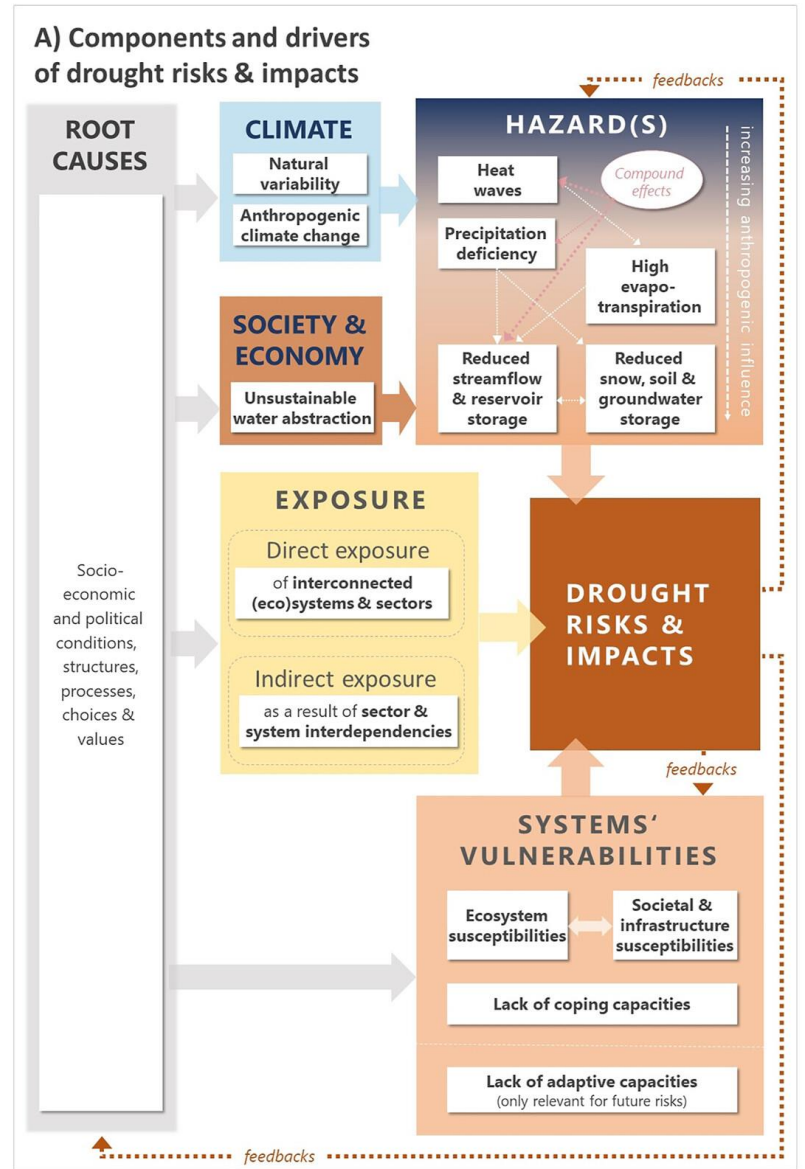 A) Components and drivers
of drought risks & impacts
feedbacks
ROOT
CAUSES
Socio-
economic
and political
conditions,
structures,
processes,
choices &
values
CLIMATE
Natural
variability
Anthropogenic
climate change
SOCIETY &
ECONOMY
Unsustainable
water abstraction
HAZARD(S)
Heat
waves
Compound
effects
Precipitation
deficiency
High
evapo-
transpiration
Reduced
streamflow
& reservoir
storage
Reduced
snow, soil &
groundwater
storage
increasing anthropogenic influence
EXPOSURE
Direct exposure
of interconnected
(eco)systems & sectors
Indirect exposure
as a result of sector &
system interdependencies
DROUGHT
RISKS &
IMPACTS
feedbacks
SYSTEMS‘
VULNERABILITIES
Ecosystem
susceptibilities
Societal &
infrastructure
susceptibilities
Lack of coping capacities
Lack of adaptive capacities
(only relevant for future risks)
feedbacks